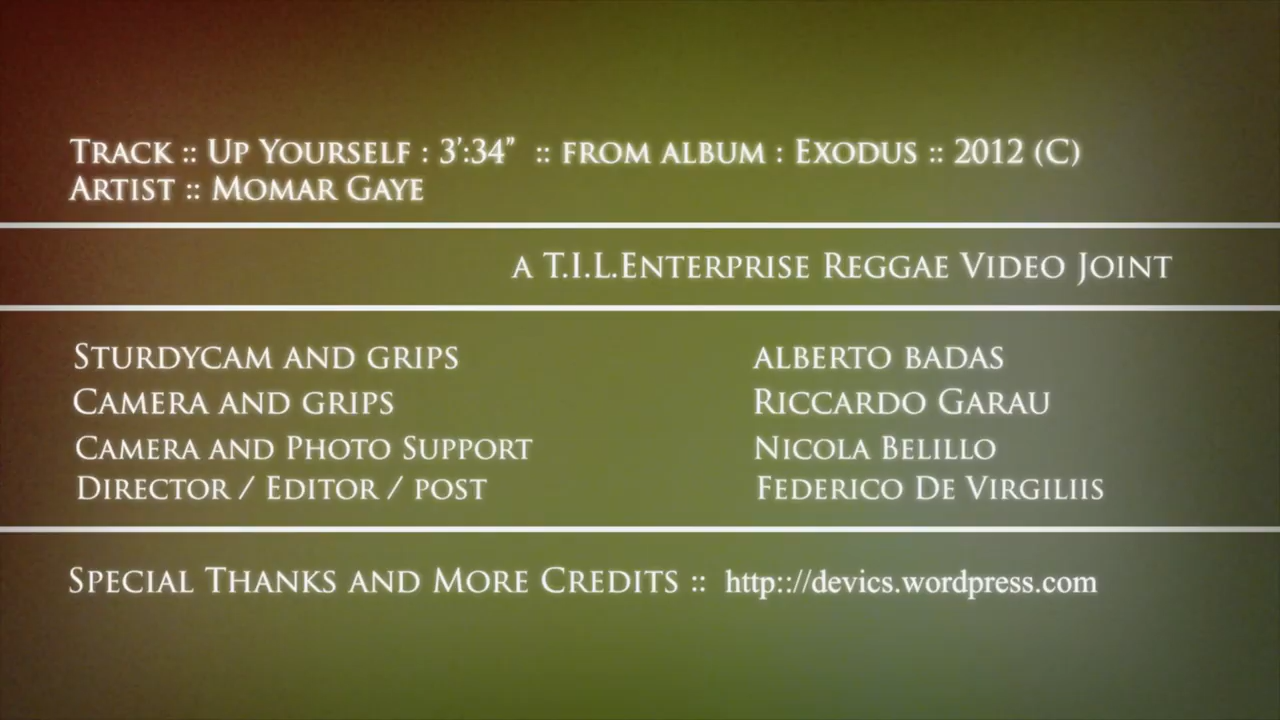 Track :: Up Yourself : 3':34" :: from album : Exodus :: 2012 (C)
Artist :: Momar Gaye
a T.I.L.Enterprise Reggae Video Joint
Sturdycam and grips alberto badas
Camera and grips Riccardo Garau
Camera and Photo Support Nicola Belillo
Director / Editor / post Federico De Virgiliis
Special Thanks and More Credits :: http:://devics.wordpress.com